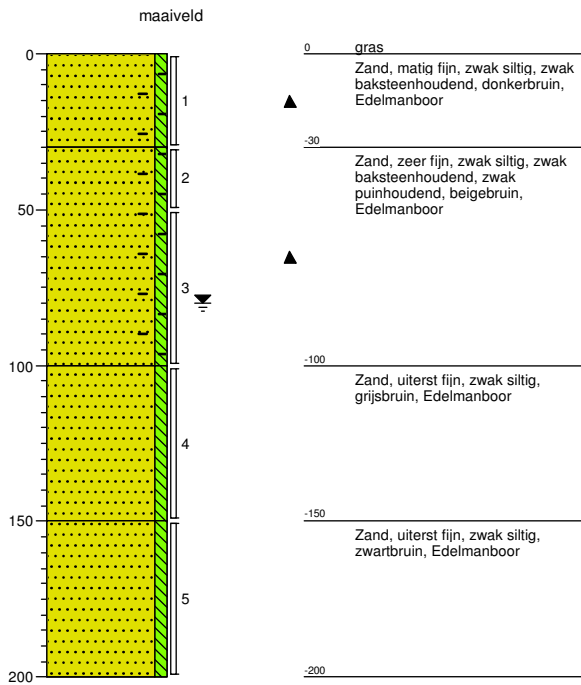 maaiveld
0
50
100
150
200
1
2
3
4
5
0
gras
Zand, matig fijn, zwak siltig, zwak
baksteenhoudend, donkerbruin,
Edelmanboor
-30
Zand, zeer fijn, zwak siltig, zwak
baksteenhoudend, zwak
puinhoudend, beigebruin,
Edelmanboor
-100
Zand, uiterst fijn, zwak siltig,
grijsbruin, Edelmanboor
-150
Zand, uiterst fijn, zwak siltig,
zwartbruin, Edelmanboor
-200